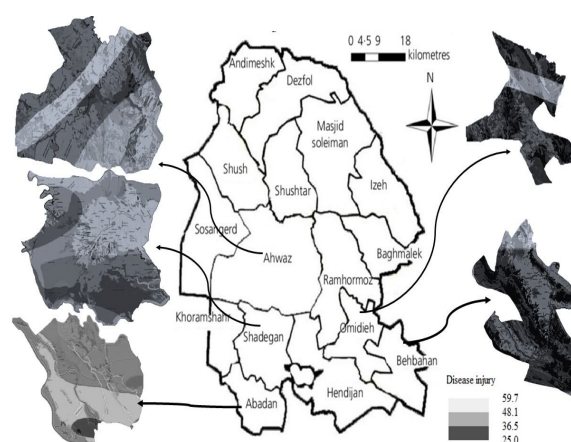 0 4·5 9 18
kilometres
N
Andimeshk
Dezfol
Masjid
soleiman
Shush
Shushtar
Izeh
Sosangerd
Ahwaz
Baghmalek
Ramhormoz
Khoramshahr
Shadegan
Omidieh
Behbahan
Abadan
Hendijan
Disease injury
59.7
48.1
36.5
25.0